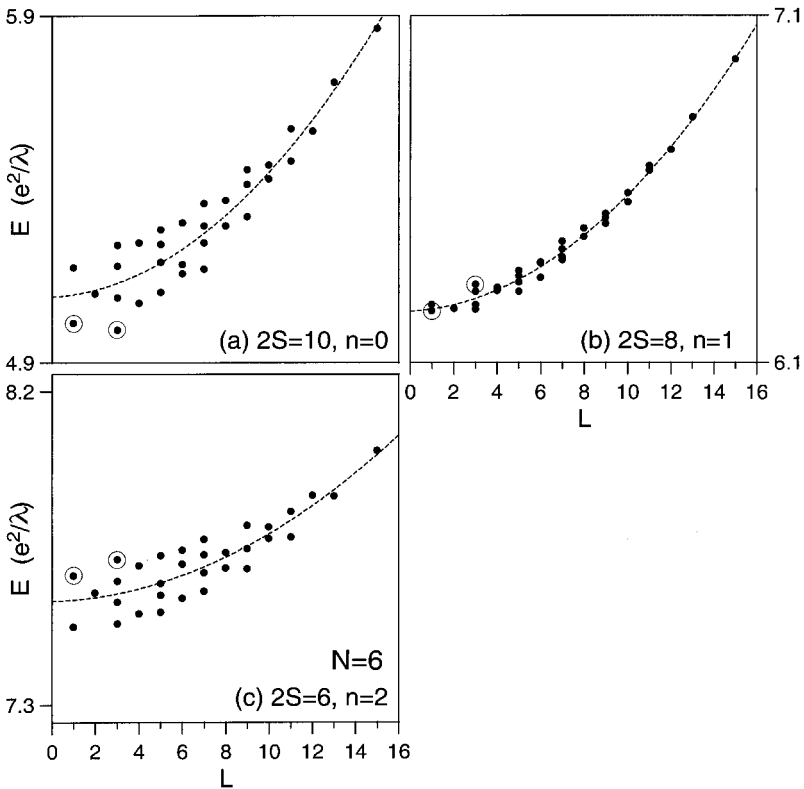 5.9
E (e²/λ)
4.9
(a) 2S=10, n=0
7.1
6.1
(b) 2S=8, n=1
0 2 4 6 8 10 12 14 16
L
8.2
E (e²/λ)
7.3
N=6
(c) 2S=6, n=2
0 2 4 6 8 10 12 14 16
L